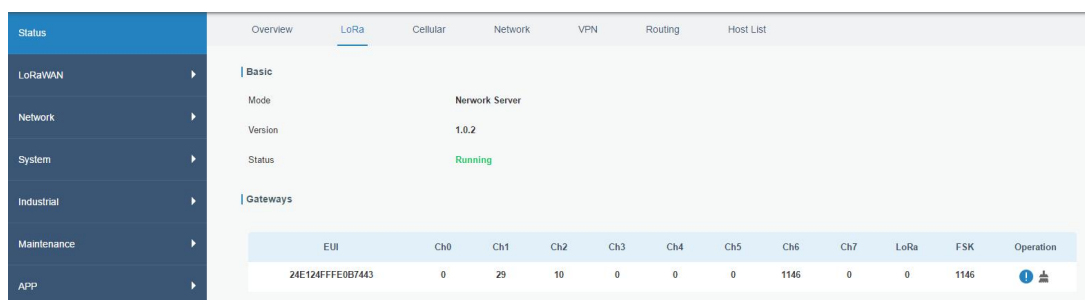 Status
LoRaWAN
Network
System
Industrial
Maintenance
APP
Overview LoRa Cellular Network VPN Routing Host List
Basic
Mode Nerwork Server
Version 1.0.2
Status Running
Gateways
EUI Ch0 Ch1 Ch2 Ch3 Ch4 Ch5 Ch6 Ch7 LoRa FSK Operation
24E124FFFE0B7443 0 29 10 0 0 0 1146 0 0 1146